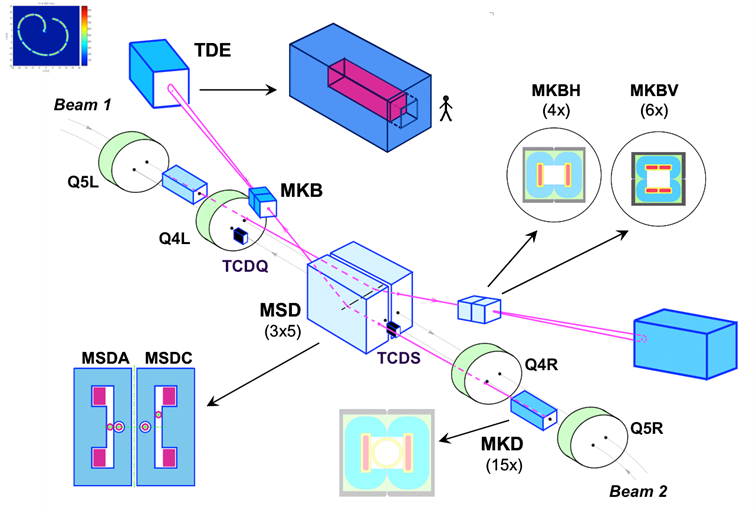 TDE
MKBH
(4x)
MKBV
(6x)
Beam 1
Q5L
MKB
Q4L
TCDQ
MSD
(3x5)
TCDS
MSDA
MSDC
Q4R
MKD
(15x)
Q5R
Beam 2